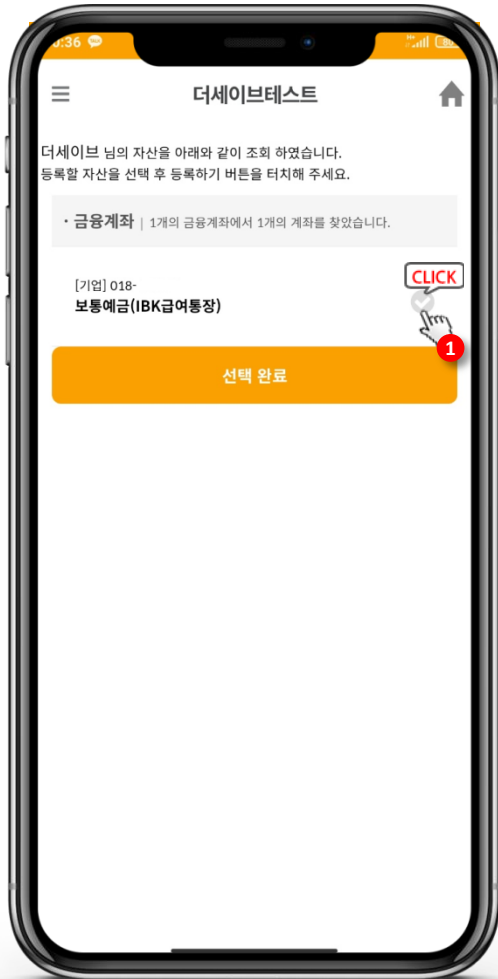 :36
더세이브테스트
더세이브 님의 자산을 아래와 같이 조회 하였습니다.
등록할 자산을 선택 후 등록하기 버튼을 터치해 주세요.
· 금융계좌 | 1개의 금융계좌에서 1개의 계좌를 찾았습니다.
CLICK
[기업] 018-
보통예금(IBK급여통장)
1
선택 완료